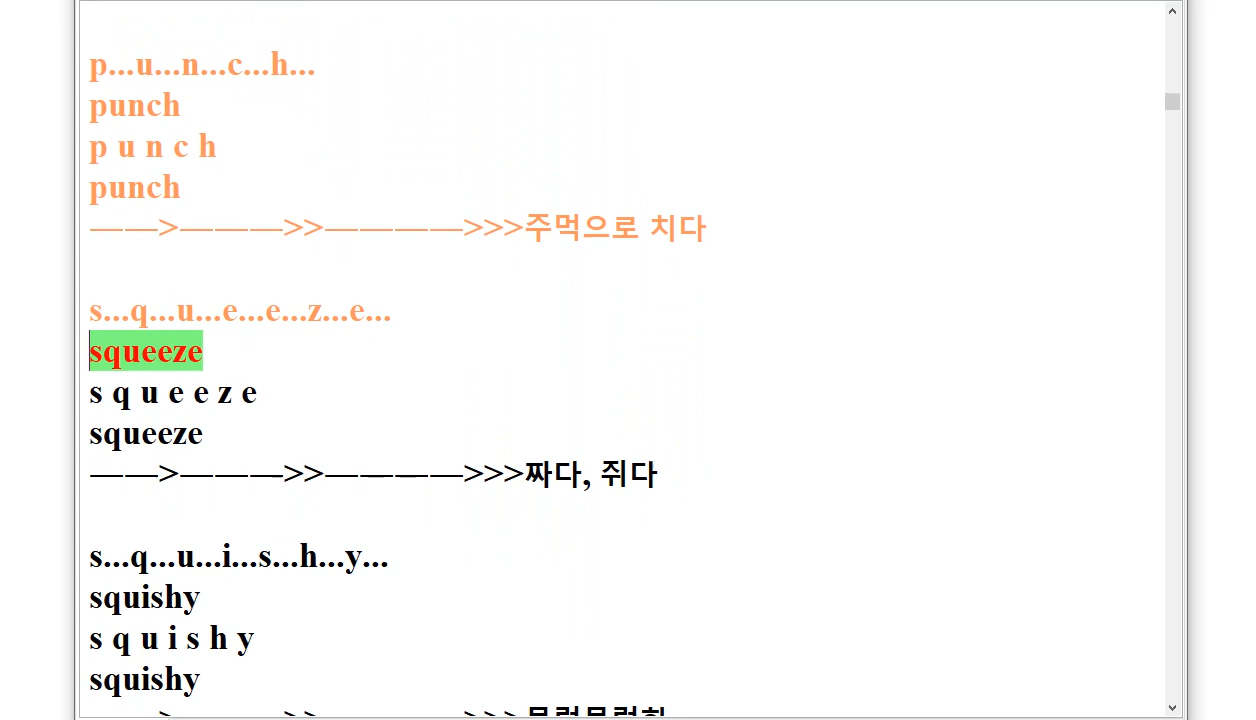 p...u...n...c...h...
punch
p u n c h
punch
——>———>>————>>>주먹으로 치다
s...q...u...e...e...z...e...
squeeze
s q u e e z e
squeeze
——>———>>————>>>짜다, 쥐다
s...q...u...i...s...h...y...
squishy
s q u i s h y
squishy
——>———>>————>>>